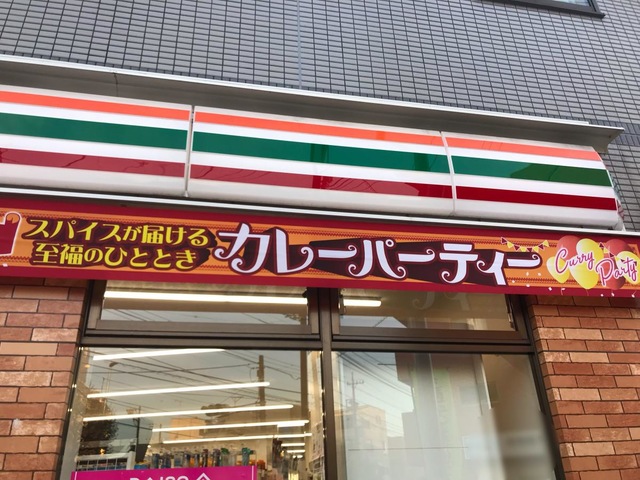 スパイスが届ける
至福のひととき
カレーパーティー
Curry
Party
DAISO